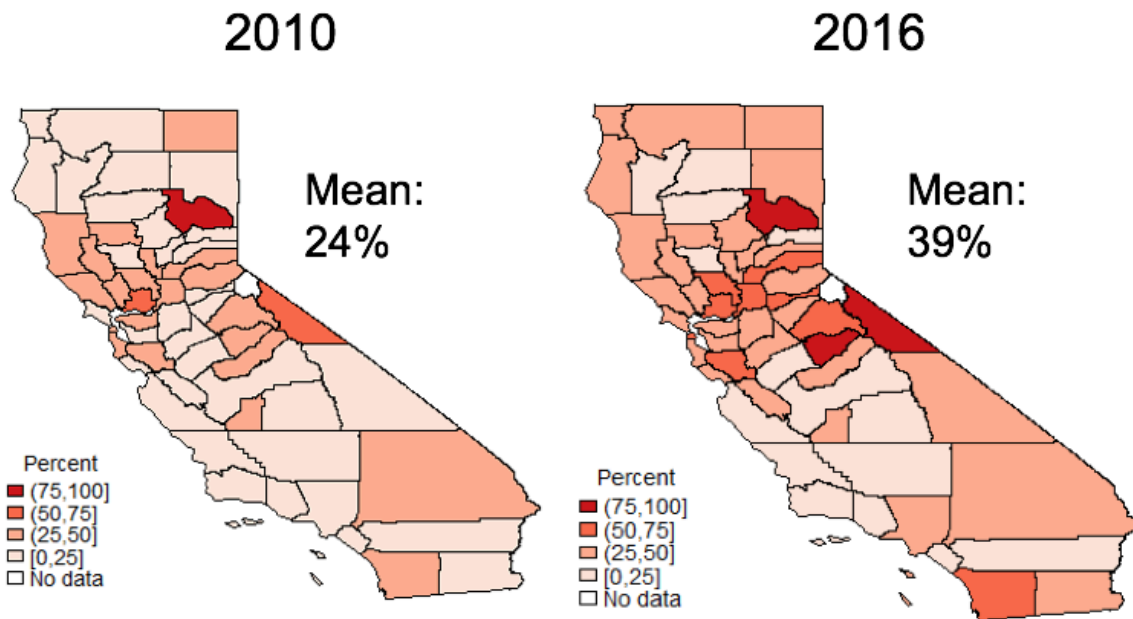 2010
Mean:
24%
Percent
(75,100]
(50,75]
(25,50]
[0,25]
No data
2016
Mean:
39%
Percent
(75,100]
(50,75]
(25,50]
[0,25]
No data